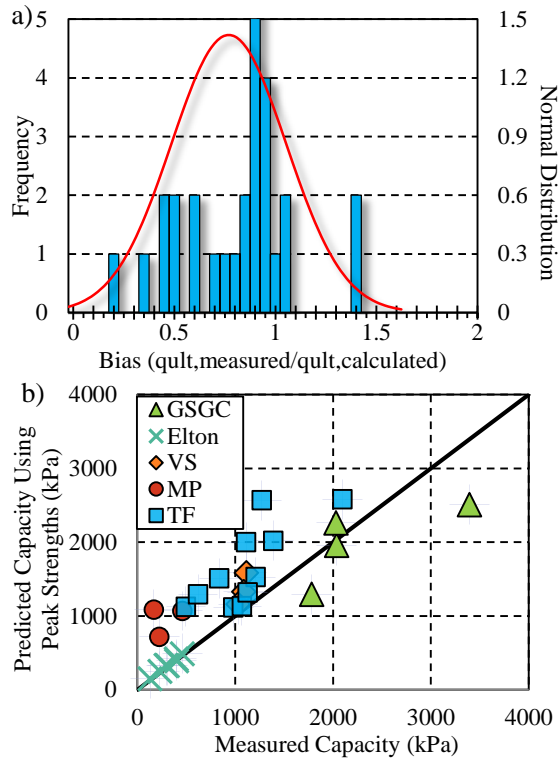 a)
5
4
3
2
1
0
Frequency
1.5
1.2
0.9
0.6
0.3
0.0
Normal Distribution
0 0.5 1 1.5 2
Bias (qult,measured/qult,calculated)
b)
4000
3000
2000
1000
0
Predicted Capacity Using
Peak Strengths (kPa)
GSGC
Elton
VS
MP
TF
0 1000 2000 3000 4000
Measured Capacity (kPa)